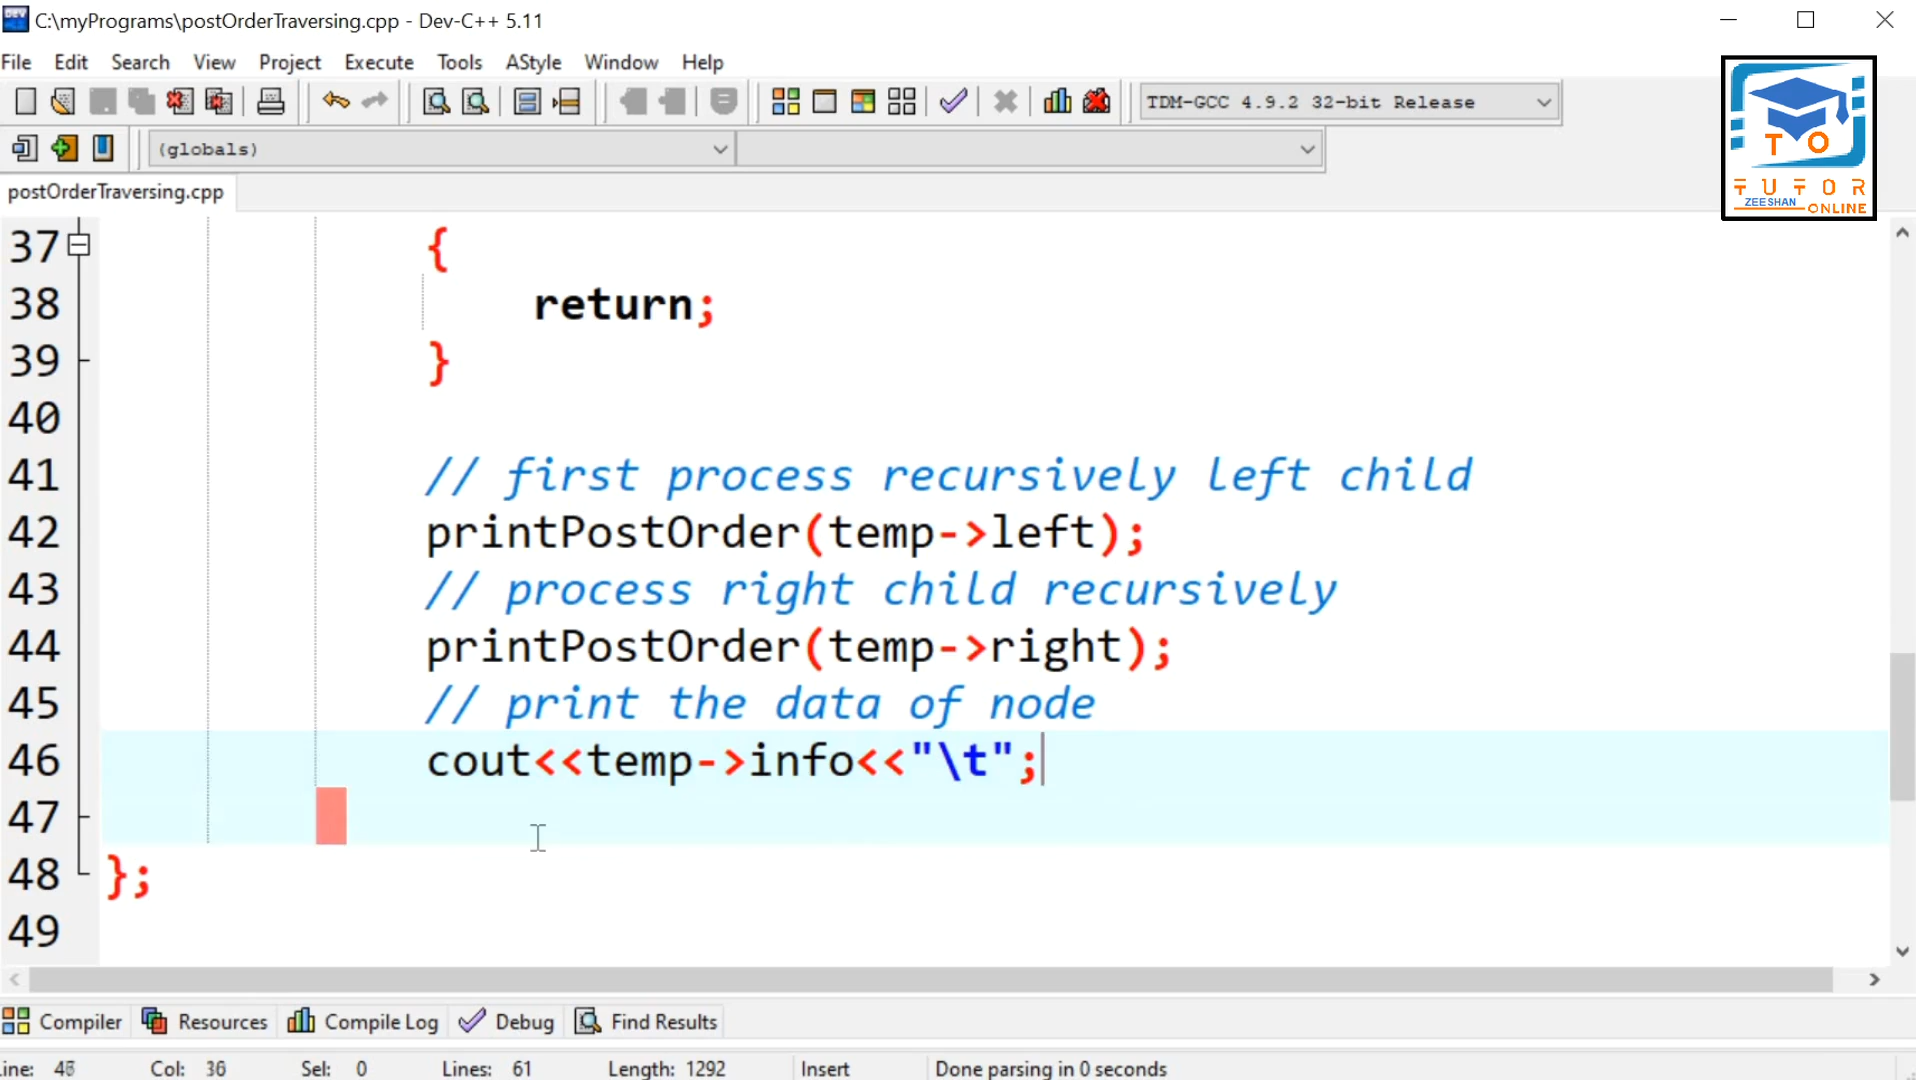 C:\myPrograms\postOrderTraversing.cpp - Dev-C++ 5.11
File Edit Search View Project Execute Tools AStyle Window Help
TDM-GCC 4.9.2 32-bit Release
(globals)
T O
TUTOR
ZEESHAN ONLINE
postOrderTraversing.cpp
37 {
38 return;
39 }
40
41 // first process recursively left child
42 printPostOrder(temp->left);
43 // process right child recursively
44 printPostOrder(temp->right);
45 // print the data of node
46 cout<<temp->info<<"\t";
47
48 };
49
Compiler Resources Compile Log Debug Find Results
ine: Col: 36 Sel: 0 Lines: 61 Length: 1292 Insert Done parsing in 0 seconds